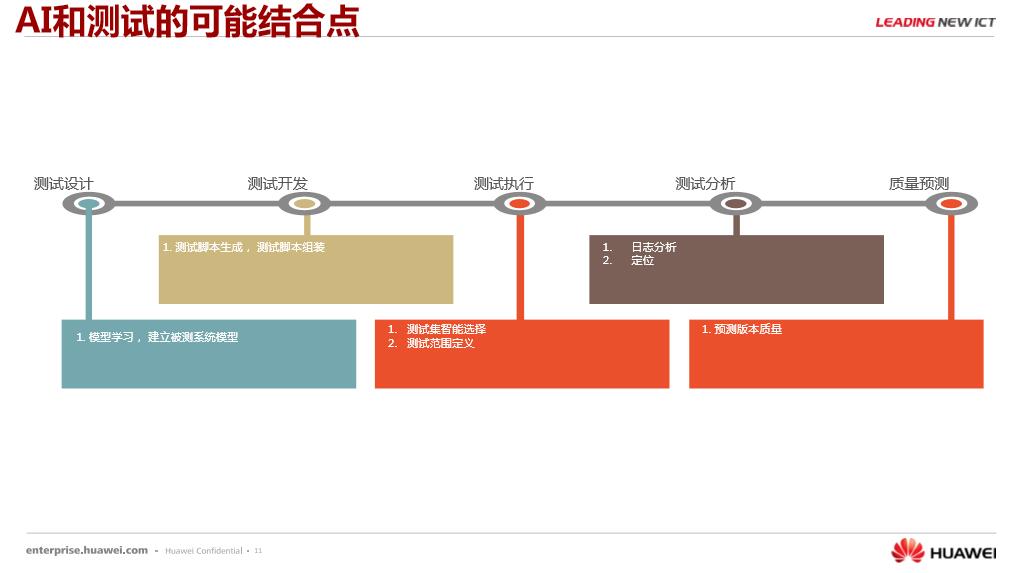 AI和测试的可能结合点
LEADING NEW ICT
测试设计
测试开发
测试执行
测试分析
质量预测
1. 测试脚本生成，测试脚本组装
1. 日志分析
2. 定位
1. 模型学习，建立被测系统模型
1. 测试集智能选择
2. 测试范围定义
1. 预测版本质量
enterprise.huawei.com • Huawei Confidential • 11
HUAWEI